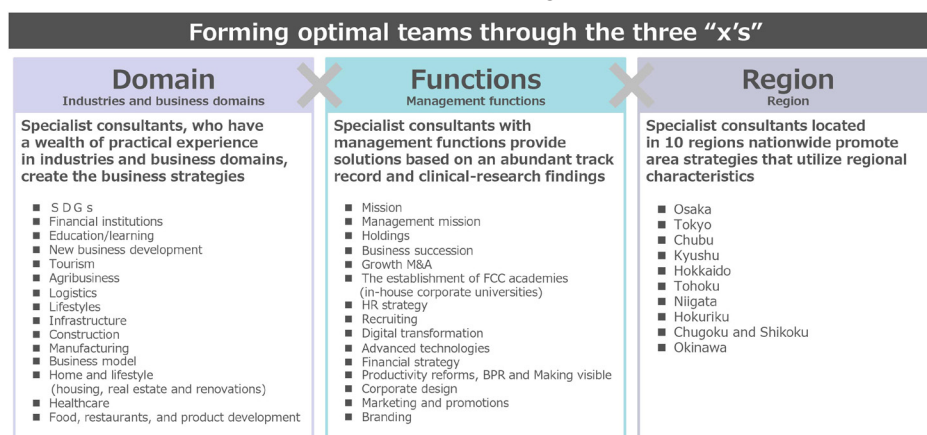 Forming optimal teams through the three “x's”
Domain
Industries and business domains
Specialist consultants, who have
a wealth of practical experience
in industries and business domains,
create the business strategies
■ S D G s
■ Financial institutions
■ Education/learning
■ New business development
■ Tourism
■ Agribusiness
■ Logistics
■ Lifestyles
■ Infrastructure
■ Construction
■ Manufacturing
■ Business model
■ Home and lifestyle
(housing, real estate and renovations)
■ Healthcare
■ Food, restaurants, and product development
Functions
Management functions
Specialist consultants with
management functions provide
solutions based on an abundant track
record and clinical-research findings
■ Mission
■ Management mission
■ Holdings
■ Business succession
■ Growth M&A
■ The establishment of FCC academies
(in-house corporate universities)
■ HR strategy
■ Recruiting
■ Digital transformation
■ Advanced technologies
■ Financial strategy
■ Productivity reforms, BPR and Making visible
■ Corporate design
■ Marketing and promotions
■ Branding
Region
Region
Specialist consultants located
in 10 regions nationwide promote
area strategies that utilize regional
characteristics
■ Osaka
■ Tokyo
■ Chubu
■ Kyushu
■ Hokkaido
■ Tohoku
■ Niigata
■ Hokuriku
■ Chugoku and Shikoku
■ Okinawa